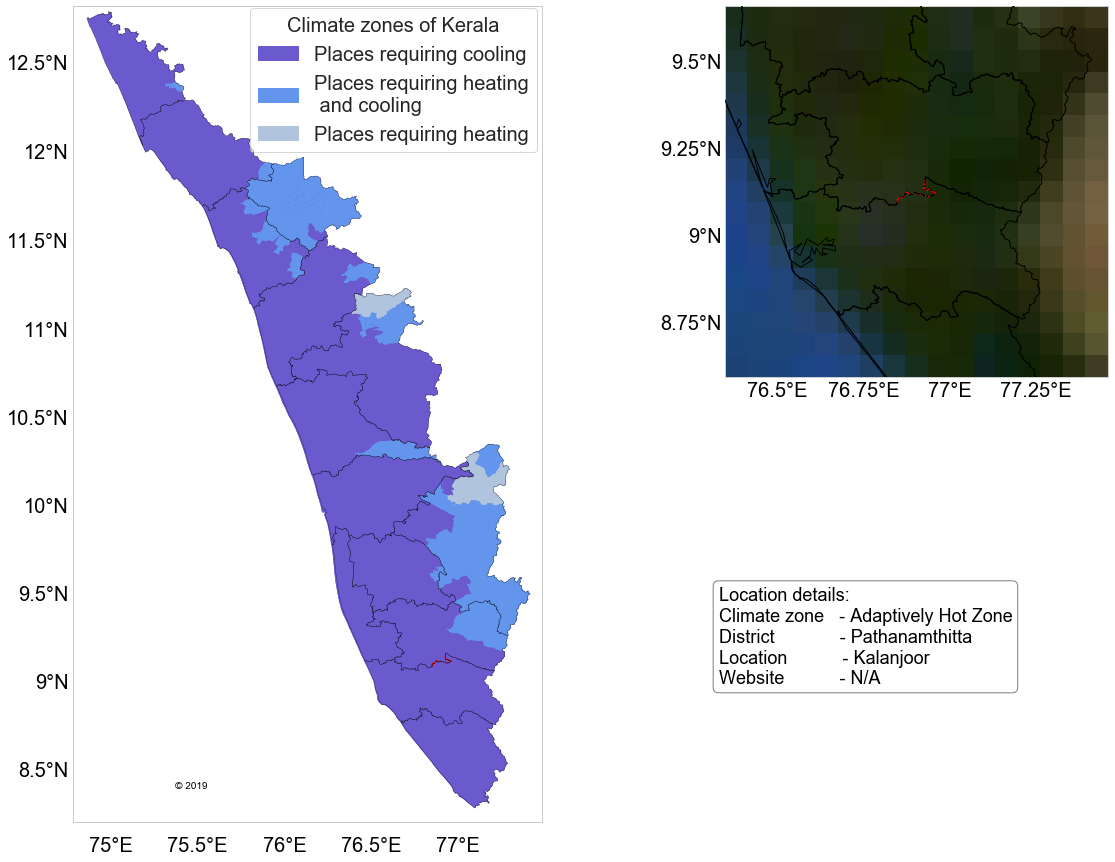 Climate zones of Kerala
Places requiring cooling
Places requiring heating
and cooling
Places requiring heating
12.5°N
12°N
11.5°N
11°N
10.5°N
10°N
9.5°N
9°N
8.5°N
75°E 75.5°E 76°E 76.5°E 77°E
© 2019
9.5°N
9.25°N
9°N
8.75°N
76.5°E 76.75°E 77°E 77.25°E
Location details:
Climate zone - Adaptively Hot Zone
District - Pathanamthitta
Location - Kalanjoor
Website - N/A